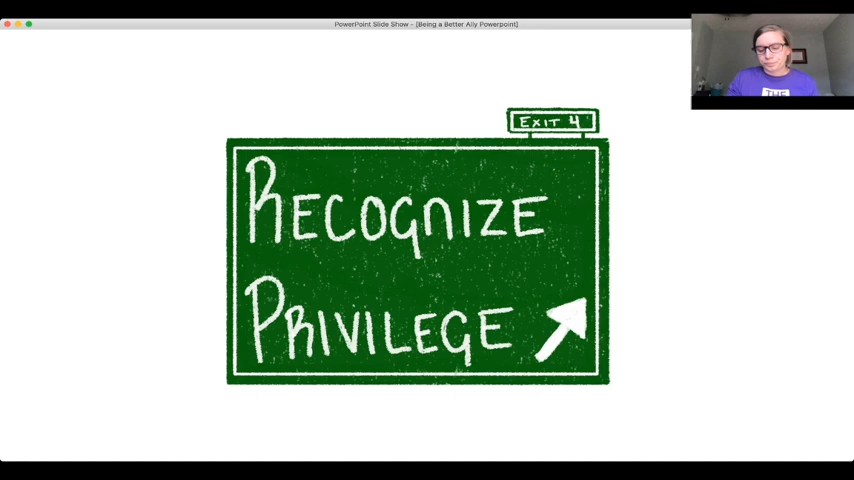 PowerPoint Slide Show - [Being a Better Ally Powerpoint]
THE
EXIT 4
RECOGNIZE
PRIVILEGE